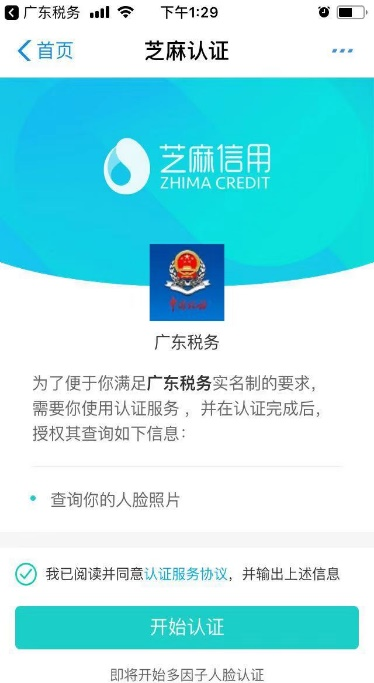 广东税务
下午1:29
首页
芝麻认证
芝麻信用
ZHIMA CREDIT
广东税务
为了便于你满足广东税务实名制的要求，
需要你使用认证服务，并在认证完成后，
授权其查询如下信息：
查询你的人脸照片
我已阅读并同意认证服务协议，并输出上述信息
开始认证
即将开始多因子人脸认证